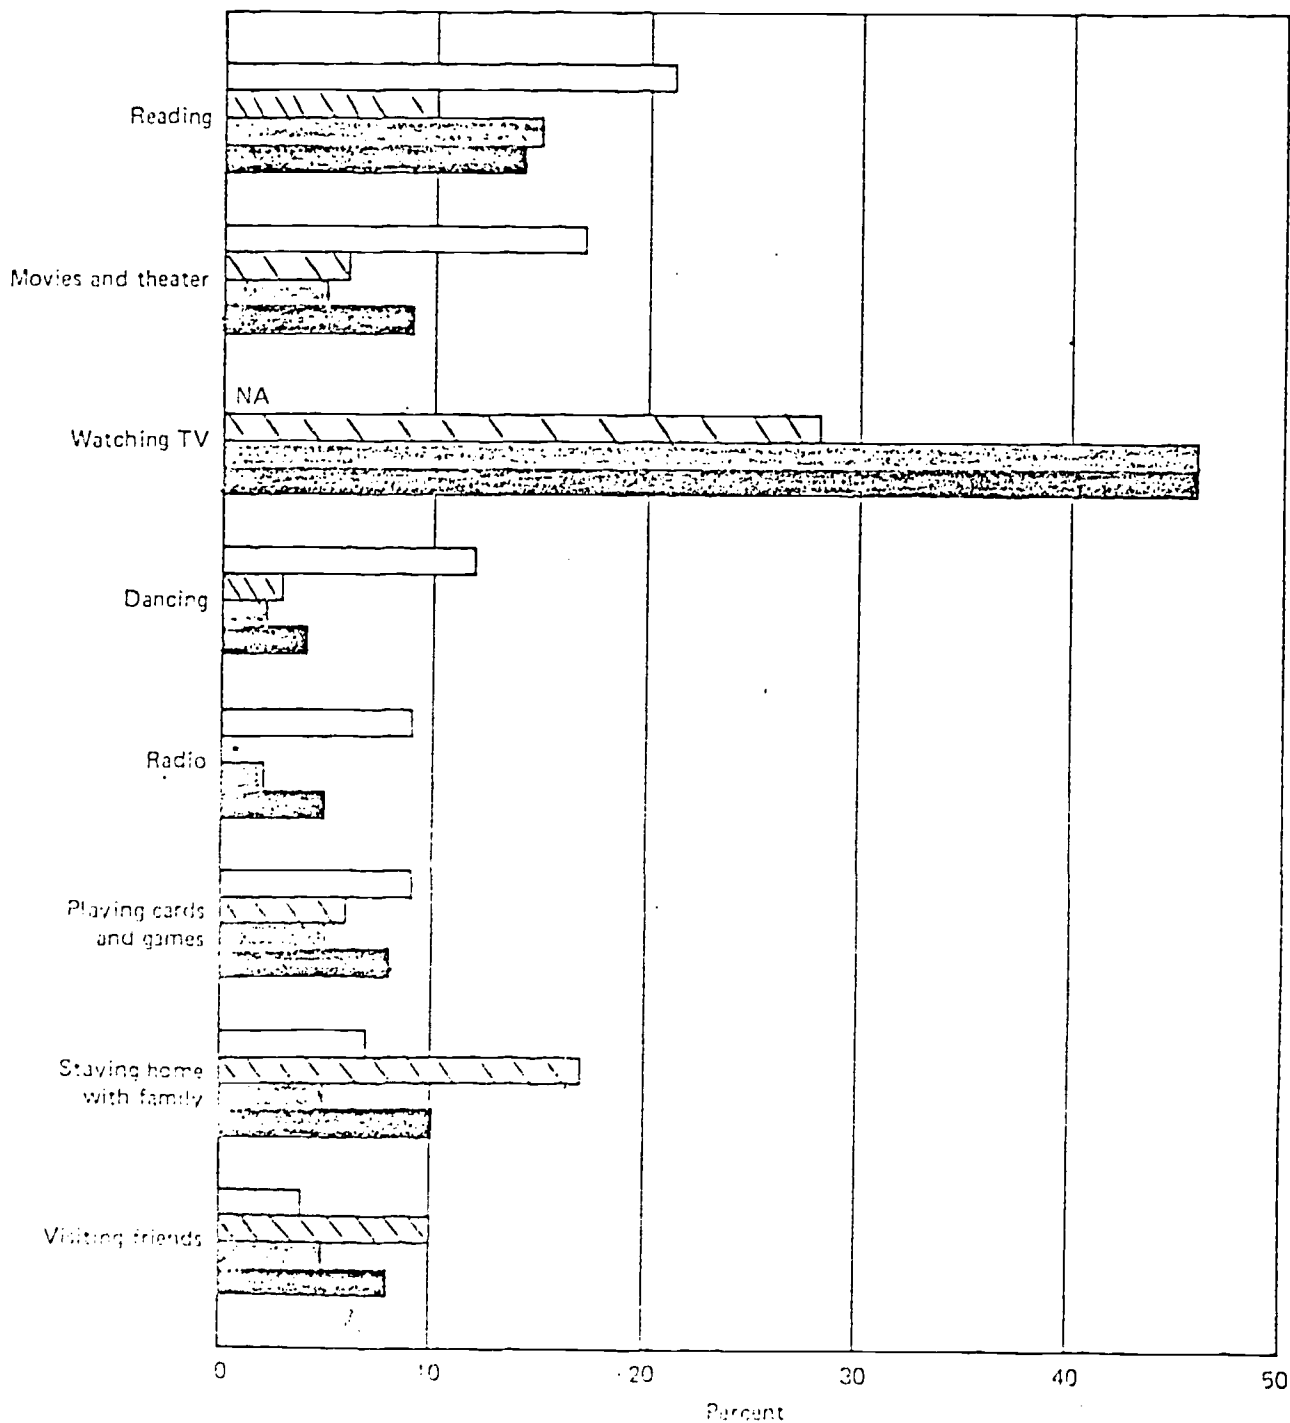 Reading
Movies and theater
NA
Watching TV
Dancing
Radio
Playing cards
and games
Staying home
with family
Visiting friends
0 10 20 30 40 50
Percent